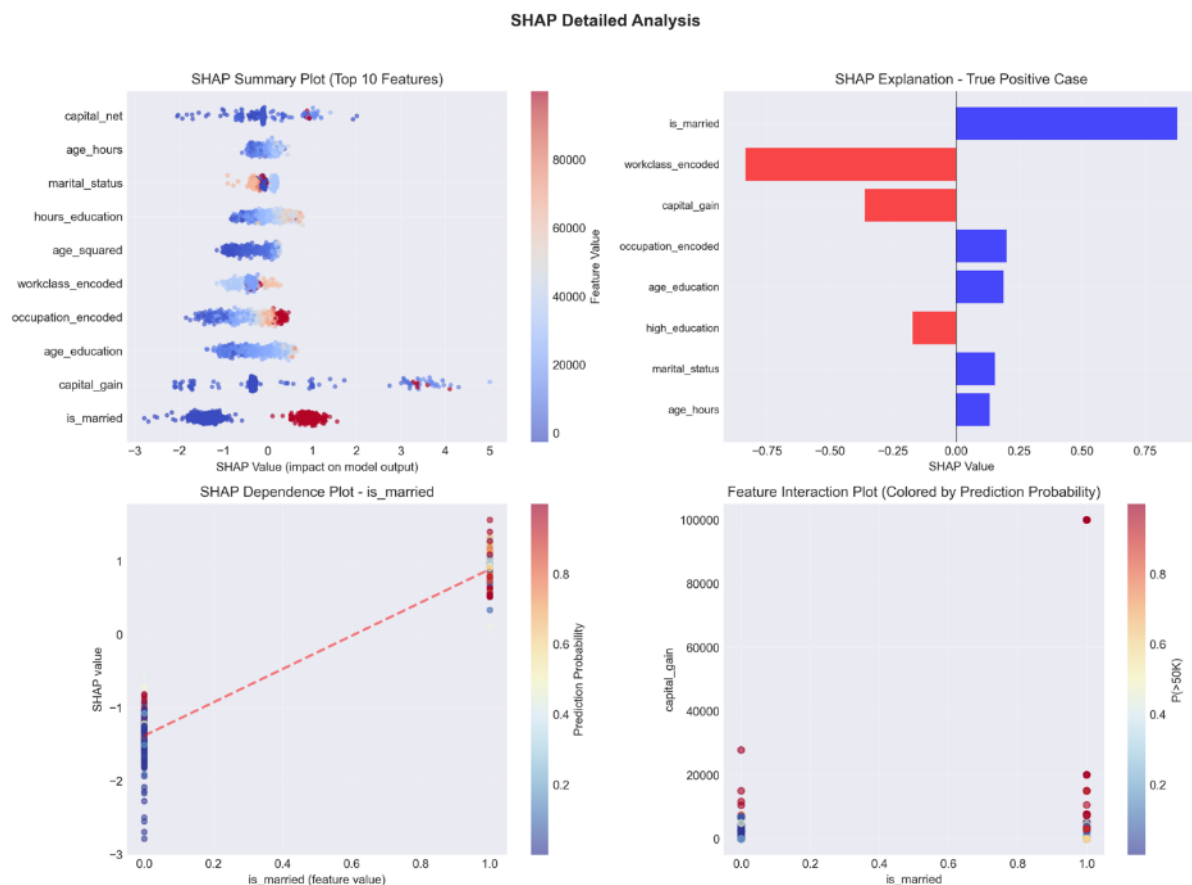 SHAP Detailed Analysis
SHAP Summary Plot (Top 10 Features)
capital_net
age_hours
marital_status
hours_education
age_squared
workclass_encoded
occupation_encoded
age_education
capital_gain
is_married
−3 −2 −1 0 1 2 3 4 5
SHAP Value (impact on model output)
80000
60000
40000
20000
0
Feature Value
SHAP Explanation - True Positive Case
is_married
workclass_encoded
capital_gain
occupation_encoded
age_education
high_education
marital_status
age_hours
−0.75 −0.50 −0.25 0.00 0.25 0.50 0.75
SHAP Value
SHAP Dependence Plot - is_married
SHAP value
1
0
−1
−2
−3
0.0 0.2 0.4 0.6 0.8 1.0
is_married (feature value)
0.8
0.6
0.4
0.2
Prediction Probability
Feature Interaction Plot (Colored by Prediction Probability)
capital_gain
100000
80000
60000
40000
20000
0
0.0 0.2 0.4 0.6 0.8 1.0
is_married
0.8
0.6
0.4
0.2
P(>50K)